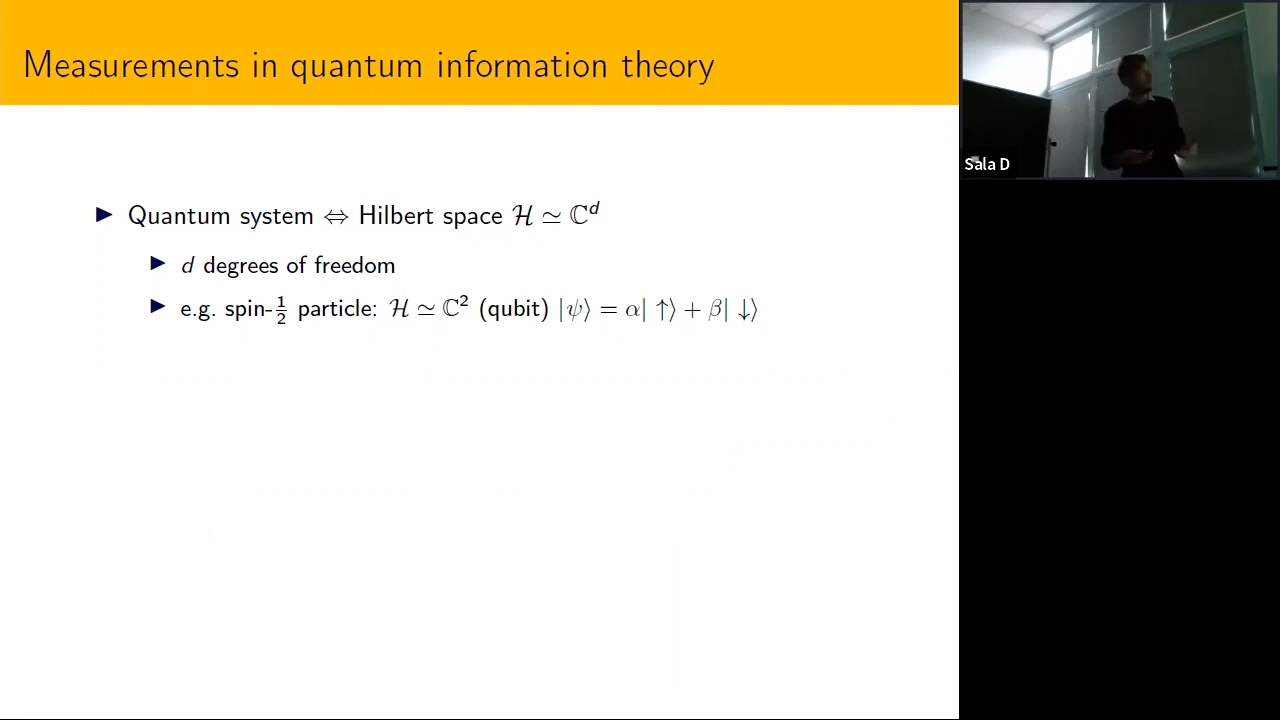 Measurements in quantum information theory
▶ Quantum system ⇔ Hilbert space ℋ ≃ ℂ^d
▶ d degrees of freedom
▶ e.g. spin-1/2 particle: ℋ ≃ ℂ² (qubit) |ψ⟩ = α| ↑⟩ + β| ↓⟩
Sala D